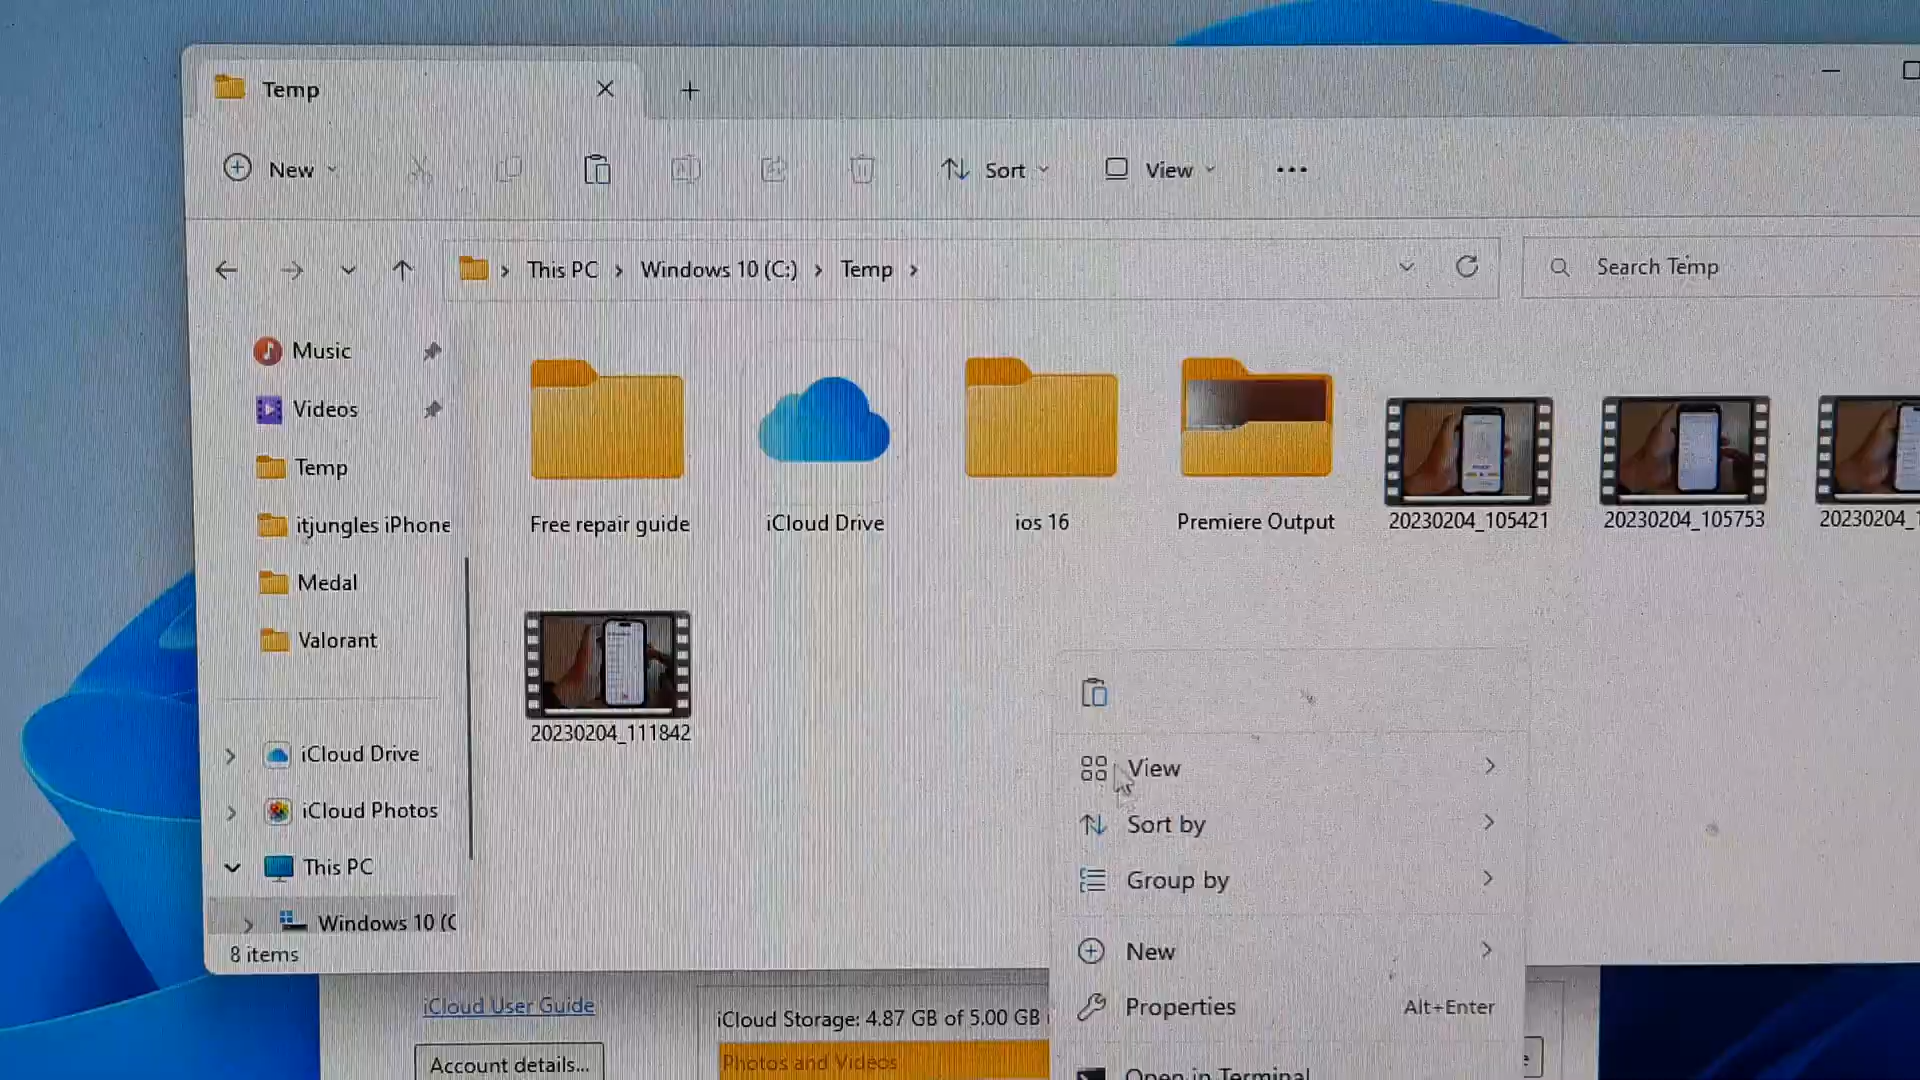 Temp
New
Sort
View
This PC
Windows 10 (C:)
Temp
Search Temp
Music
Videos
Temp
itjungles iPhone
Medal
Valorant
iCloud Drive
iCloud Photos
This PC
Windows 10 (C
8 items
Free repair guide
iCloud Drive
ios 16
Premiere Output
20230204_105421
20230204_105753
20230204_1
20230204_111842
View
Sort by
Group by
New
Properties Alt+Enter
Open in Terminal
iCloud User Guide
Account details...
iCloud Storage: 4.87 GB of 5.00 GB
Photos and Videos